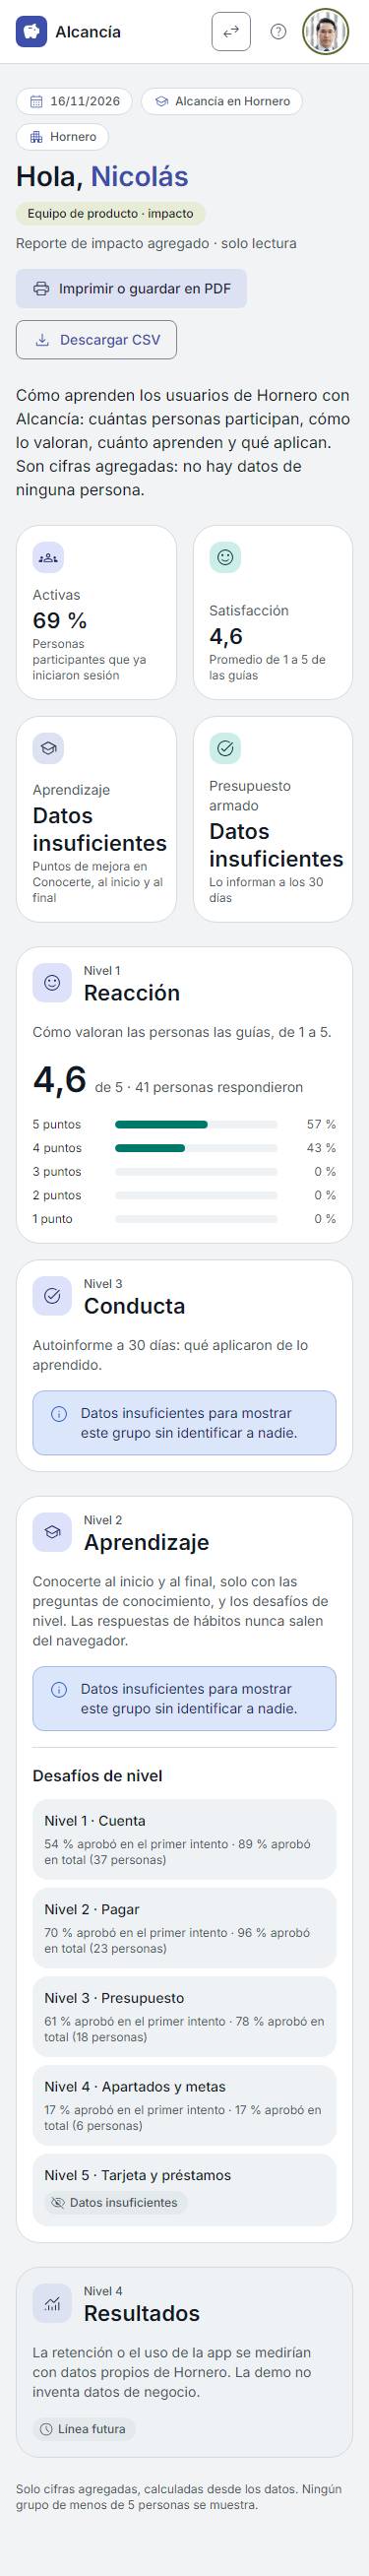 Alcancía
16/11/2026
Alcancía en Hornero
Hornero
Hola, Nicolás
Equipo de producto · impacto
Reporte de impacto agregado · solo lectura
Imprimir o guardar en PDF
Descargar CSV
Cómo aprenden los usuarios de Hornero con
Alcancía: cuántas personas participan, cómo
lo valoran, cuánto aprenden y qué aplican.
Son cifras agregadas: no hay datos de
ninguna persona.
Activas
69 %
Personas
participantes que ya
iniciaron sesión
Satisfacción
4,6
Promedio de 1 a 5 de
las guías
Aprendizaje
Datos
insuficientes
Puntos de mejora en
Conocerte, al inicio y al
final
Presupuesto
armado
Datos
insuficientes
Lo informan a los 30
días
Nivel 1
Reacción
Cómo valoran las personas las guías, de 1 a 5.
4,6 de 5 · 41 personas respondieron
5 puntos 57 %
4 puntos 43 %
3 puntos 0 %
2 puntos 0 %
1 punto 0 %
Nivel 3
Conducta
Autoinforme a 30 días: qué aplicaron de lo
aprendido.
Datos insuficientes para mostrar
este grupo sin identificar a nadie.
Nivel 2
Aprendizaje
Conocerte al inicio y al final, solo con las
preguntas de conocimiento, y los desafíos de
nivel. Las respuestas de hábitos nunca salen
del navegador.
Datos insuficientes para mostrar
este grupo sin identificar a nadie.
Desafíos de nivel
Nivel 1 · Cuenta
54 % aprobó en el primer intento · 89 % aprobó
en total (37 personas)
Nivel 2 · Pagar
70 % aprobó en el primer intento · 96 % aprobó
en total (23 personas)
Nivel 3 · Presupuesto
61 % aprobó en el primer intento · 78 % aprobó en
total (18 personas)
Nivel 4 · Apartados y metas
17 % aprobó en el primer intento · 17 % aprobó en
total (6 personas)
Nivel 5 · Tarjeta y préstamos
Datos insuficientes
Nivel 4
Resultados
La retención o el uso de la app se medirían
con datos propios de Hornero. La demo no
inventa datos de negocio.
Línea futura
Solo cifras agregadas, calculadas desde los datos. Ningún
grupo de menos de 5 personas se muestra.